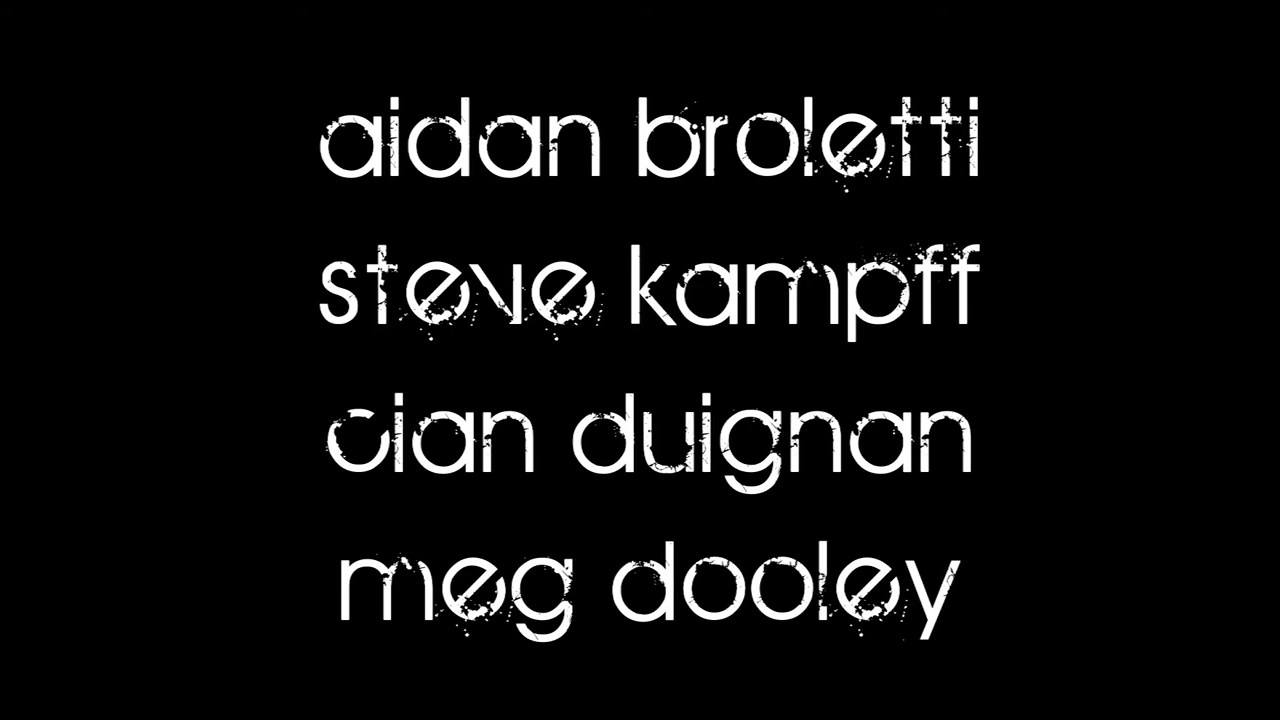 aidan broletti
steve kampff
cian duignan
meg dooley